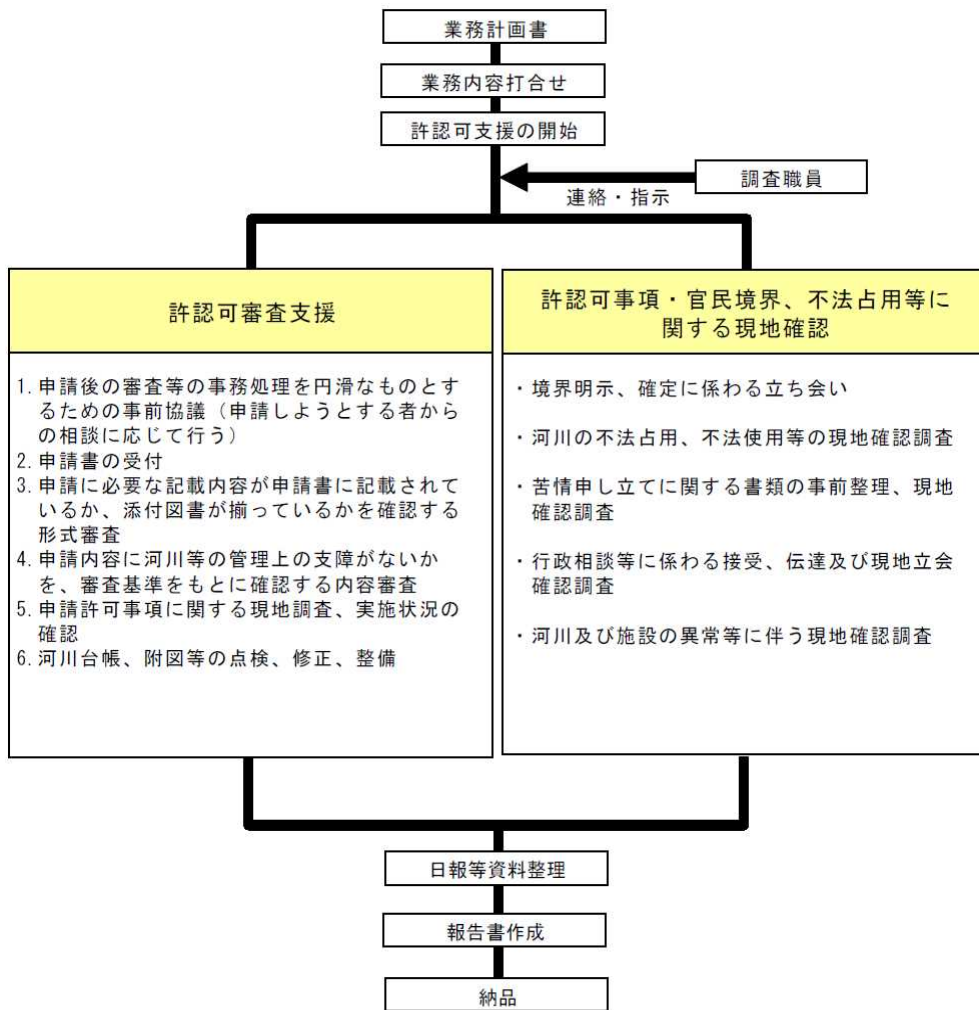 業務計画書
業務内容打合せ
許認可支援の開始
調査職員
連絡・指示
許認可審査支援
1. 申請後の審査等の事務処理を円滑なものとす
るための事前協議（申請しようとする者から
の相談に応じて行う）
2. 申請書の受付
3. 申請に必要な記載内容が申請書に記載されて
いるか、添付図書が揃っているかを確認する
形式審査
4. 申請内容に河川等の管理上の支障がないか
を、審査基準をもとに確認する内容審査
5. 申請許可事項に関する現地調査、実施状況の
確認
6. 河川台帳、附図等の点検、修正、整備
許認可事項・官民境界、不法占用等に
関する現地確認
・境界明示、確定に係わる立ち会い
・河川の不法占用、不法使用等の現地確認調査
・苦情申し立てに関する書類の事前整理、現地
確認調査
・行政相談等に係わる接受、伝達及び現地立会
確認調査
・河川及び施設の異常等に伴う現地確認調査
日報等資料整理
報告書作成
納品